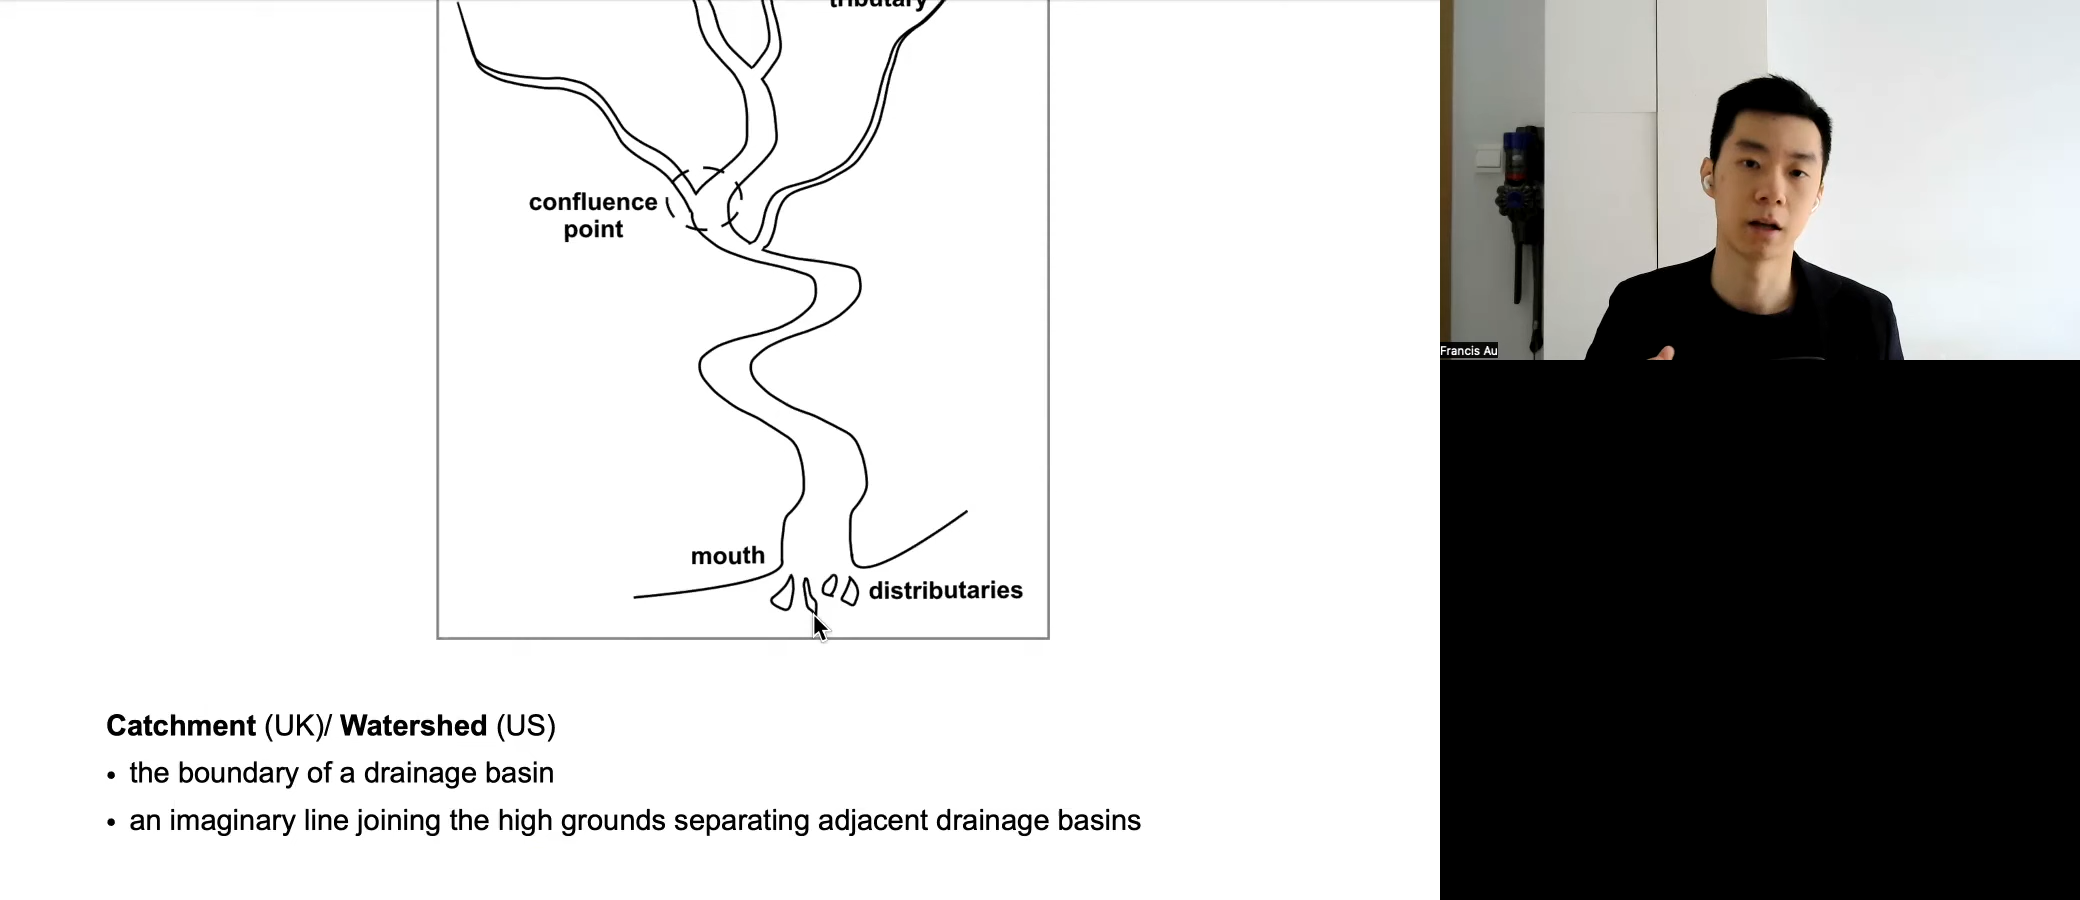 tributary
confluence
point
mouth
distributaries
Catchment (UK)/ Watershed (US)
• the boundary of a drainage basin
• an imaginary line joining the high grounds separating adjacent drainage basins
Francis Au